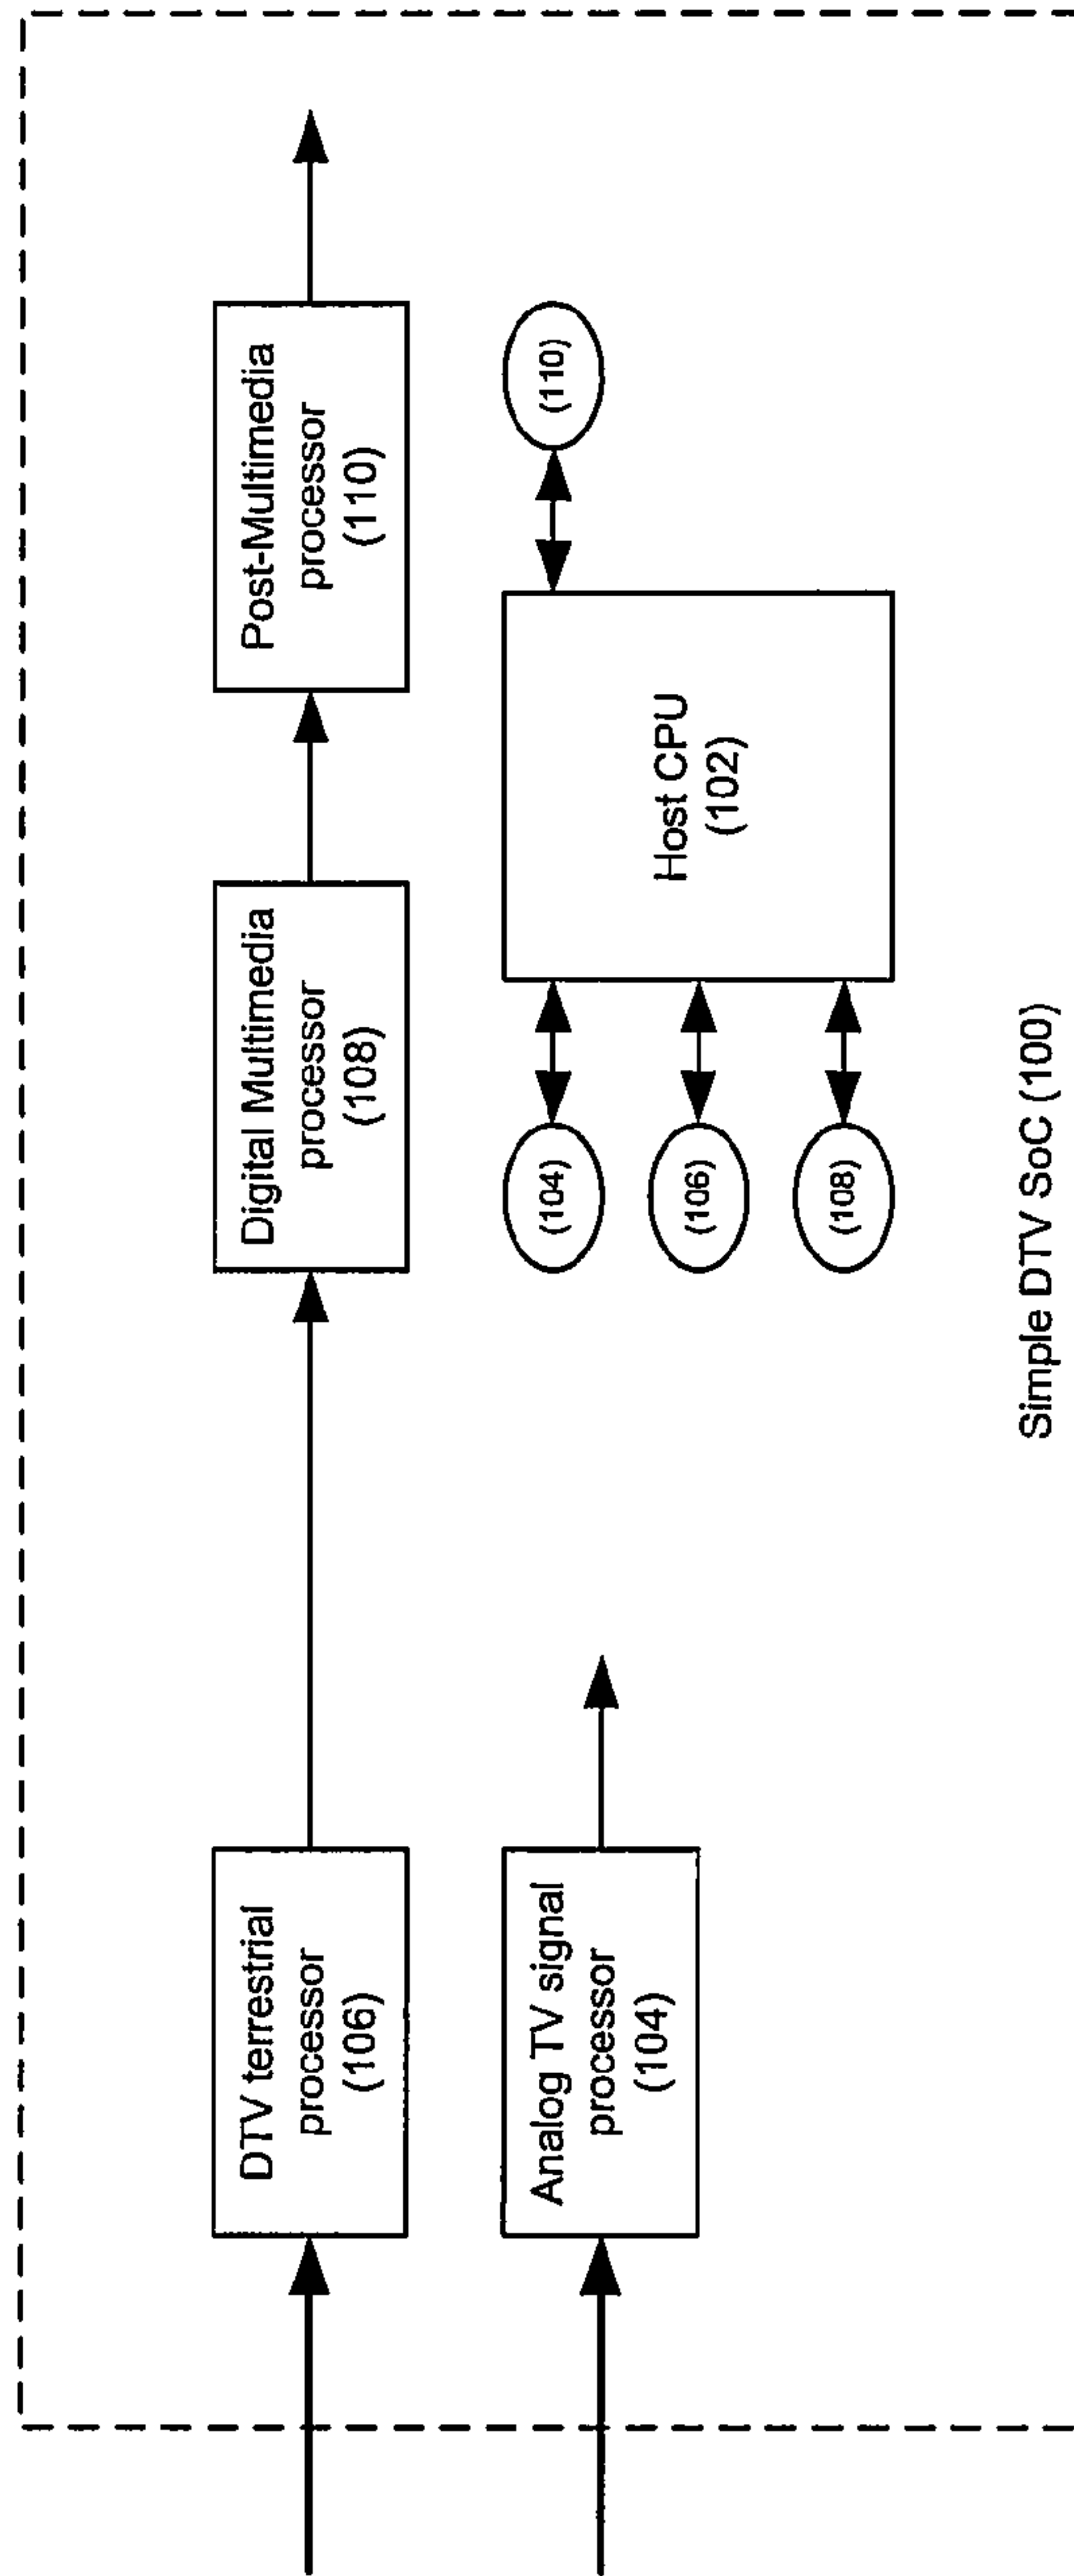 DTV terrestrial
processor
(106)
Digital Multimedia
processor
(108)
Post-Multimedia
processor
(110)
Analog TV signal
processor
(104)
(104)
(106)
(108)
Host CPU
(102)
(110)
Simple DTV SoC (100)